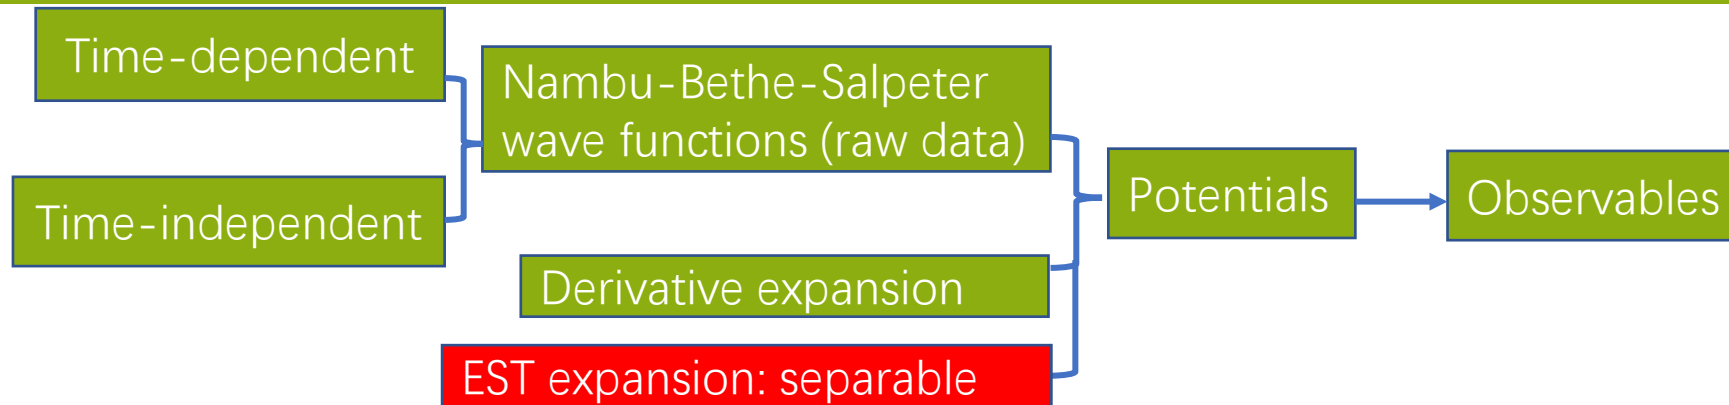 Time-dependent
Nambu-Bethe-Salpeter
wave functions (raw data)
Time-independent
Potentials
Observables
Derivative expansion
EST expansion: separable